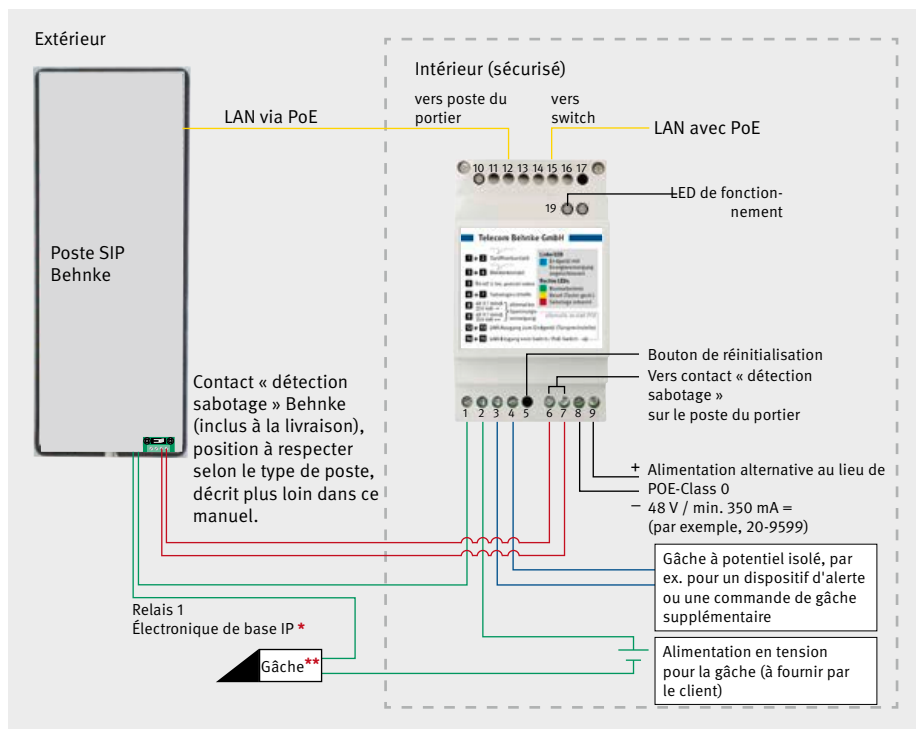 Extérieur
Intérieur (sécurisé)
vers poste du
portier
vers
switch
LAN via PoE
LAN avec PoE
10 11 12 13 14 15 16 17
19
LED de fonction-
nement
Telecom Behnke GmbH
Poste SIP
Behnke
Bouton de réinitialisation
Vers contact « détection
sabotage »
sur le poste du portier
1 2 3 4 5 6 7 8 9
Contact « détection
sabotage » Behnke
(inclus à la livraison),
position à respecter
selon le type de poste,
décrit plus loin dans ce
manuel.
+ Alimentation alternative au lieu de
POE-Class 0
– 48 V / min. 350 mA =
(par exemple, 20-9599)
Gâche à potentiel isolé, par
ex. pour un dispositif d'alerte
ou une commande de gâche
supplémentaire
Relais 1
Électronique de base IP *
Gâche**
Alimentation en tension
pour la gâche (à fournir par
le client)